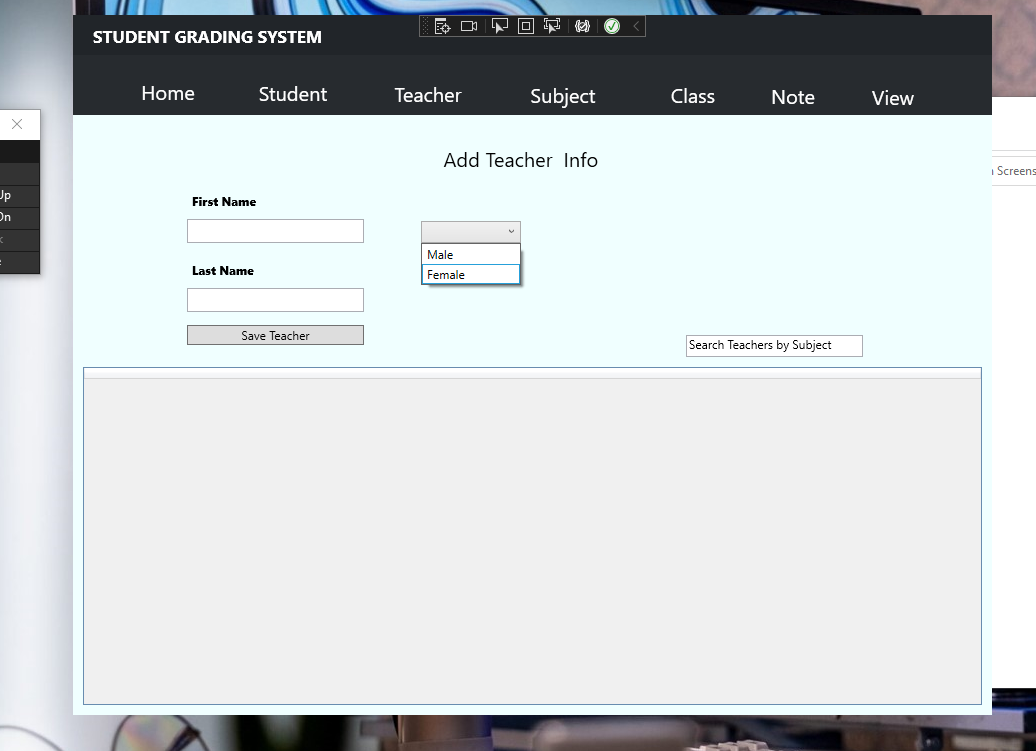 STUDENT GRADING SYSTEM
Home Student Teacher Subject Class Note View
Add Teacher Info
First Name
Male
Female
Last Name
Save Teacher
Search Teachers by Subject
Up
On
Screens